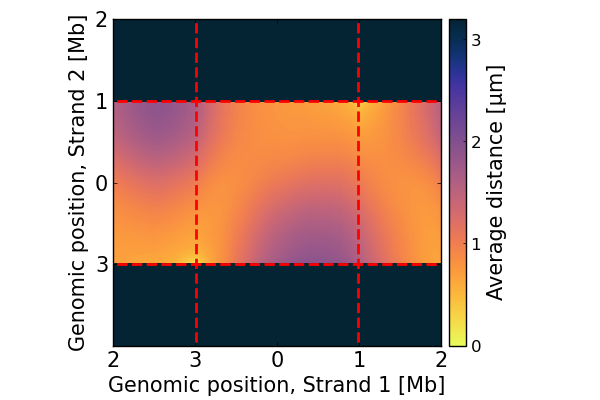 2
1
0
3
Genomic position, Strand 2 [Mb]
2 3 0 1 2
Genomic position, Strand 1 [Mb]
3
2
1
0
Average distance [μm]